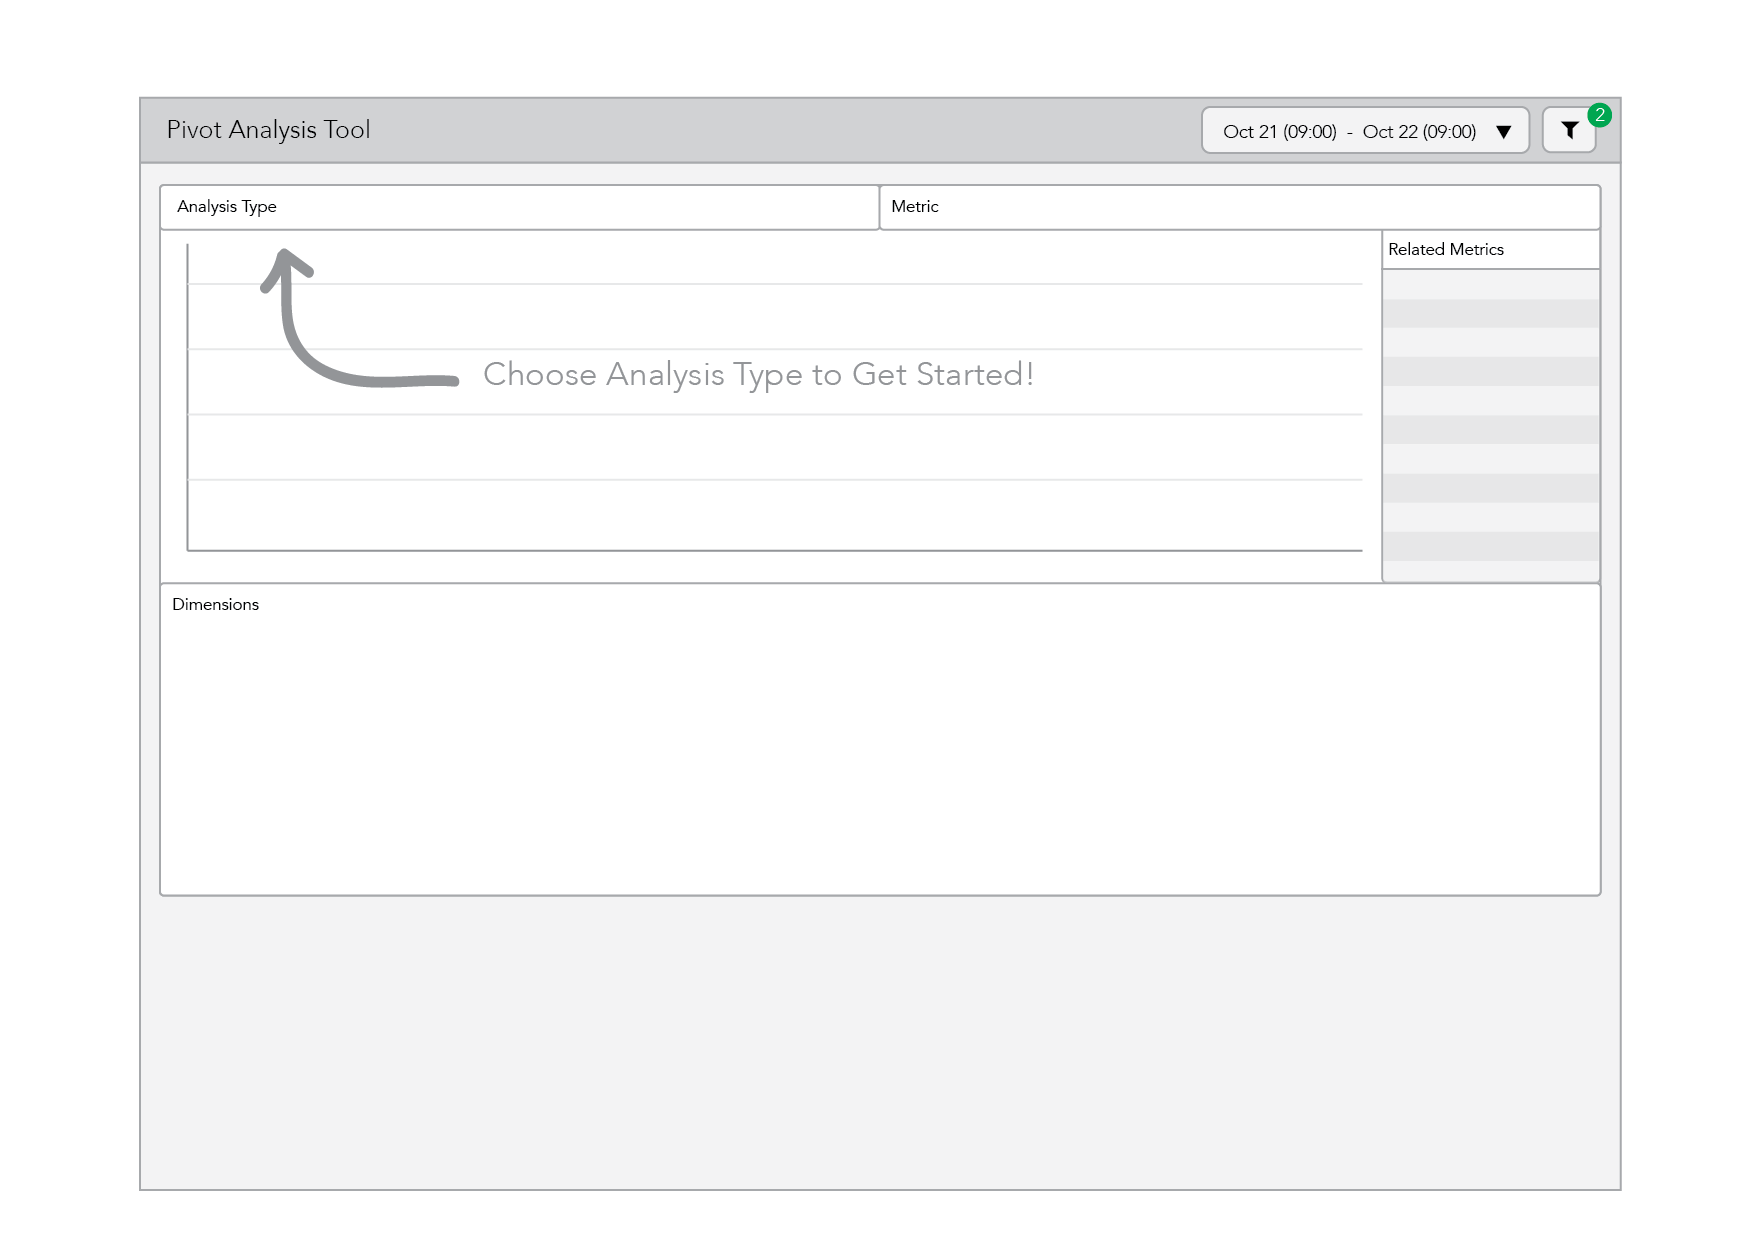 Pivot Analysis Tool
Oct 21 (09:00) - Oct 22 (09:00)
2
Analysis Type
Metric
Related Metrics
Choose Analysis Type to Get Started!
Dimensions